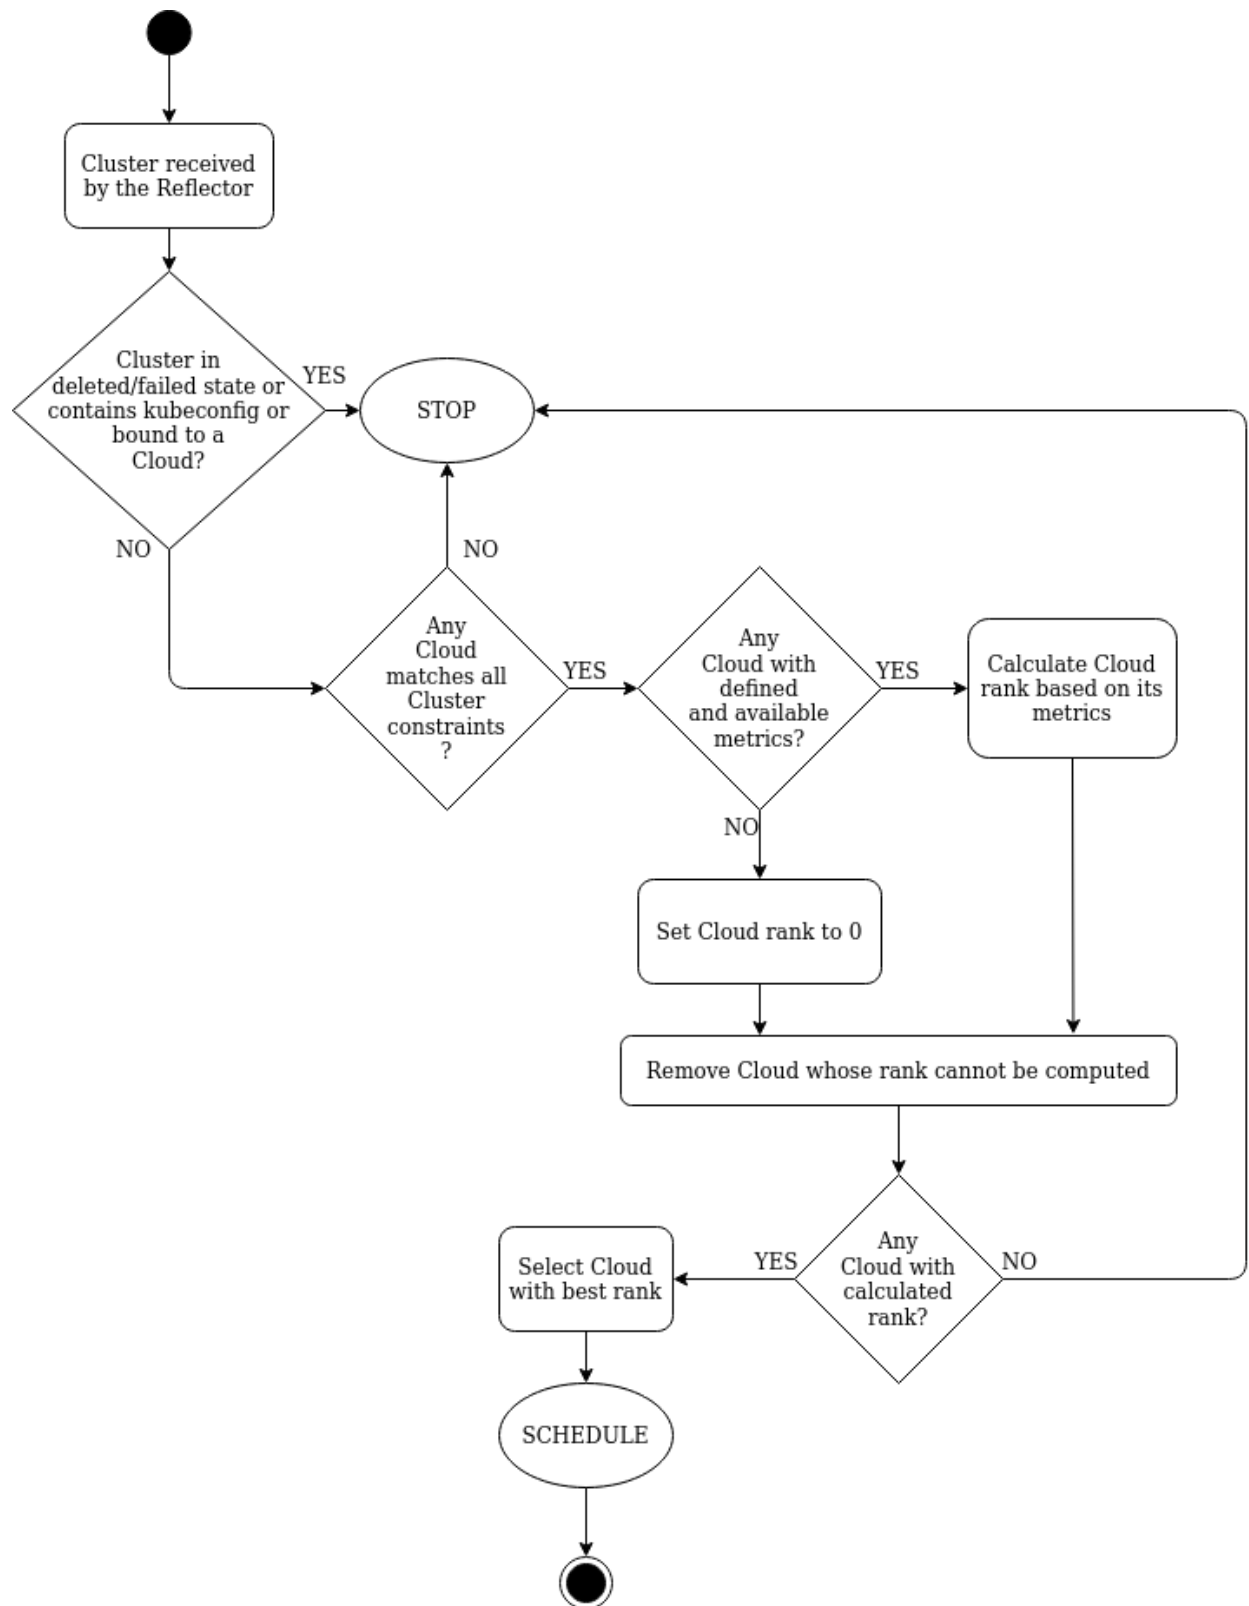 Cluster received
by the Reflector
Cluster in
deleted/failed state or
contains kubeconfig or
bound to a
Cloud?
YES
STOP
NO
NO
Any
Cloud
matches all
Cluster
constraints
?
YES
Any
Cloud with
defined
and available
metrics?
YES
Calculate Cloud
rank based on its
metrics
NO
Set Cloud rank to 0
Remove Cloud whose rank cannot be computed
Any
Cloud with
calculated
rank?
YES
NO
Select Cloud
with best rank
SCHEDULE